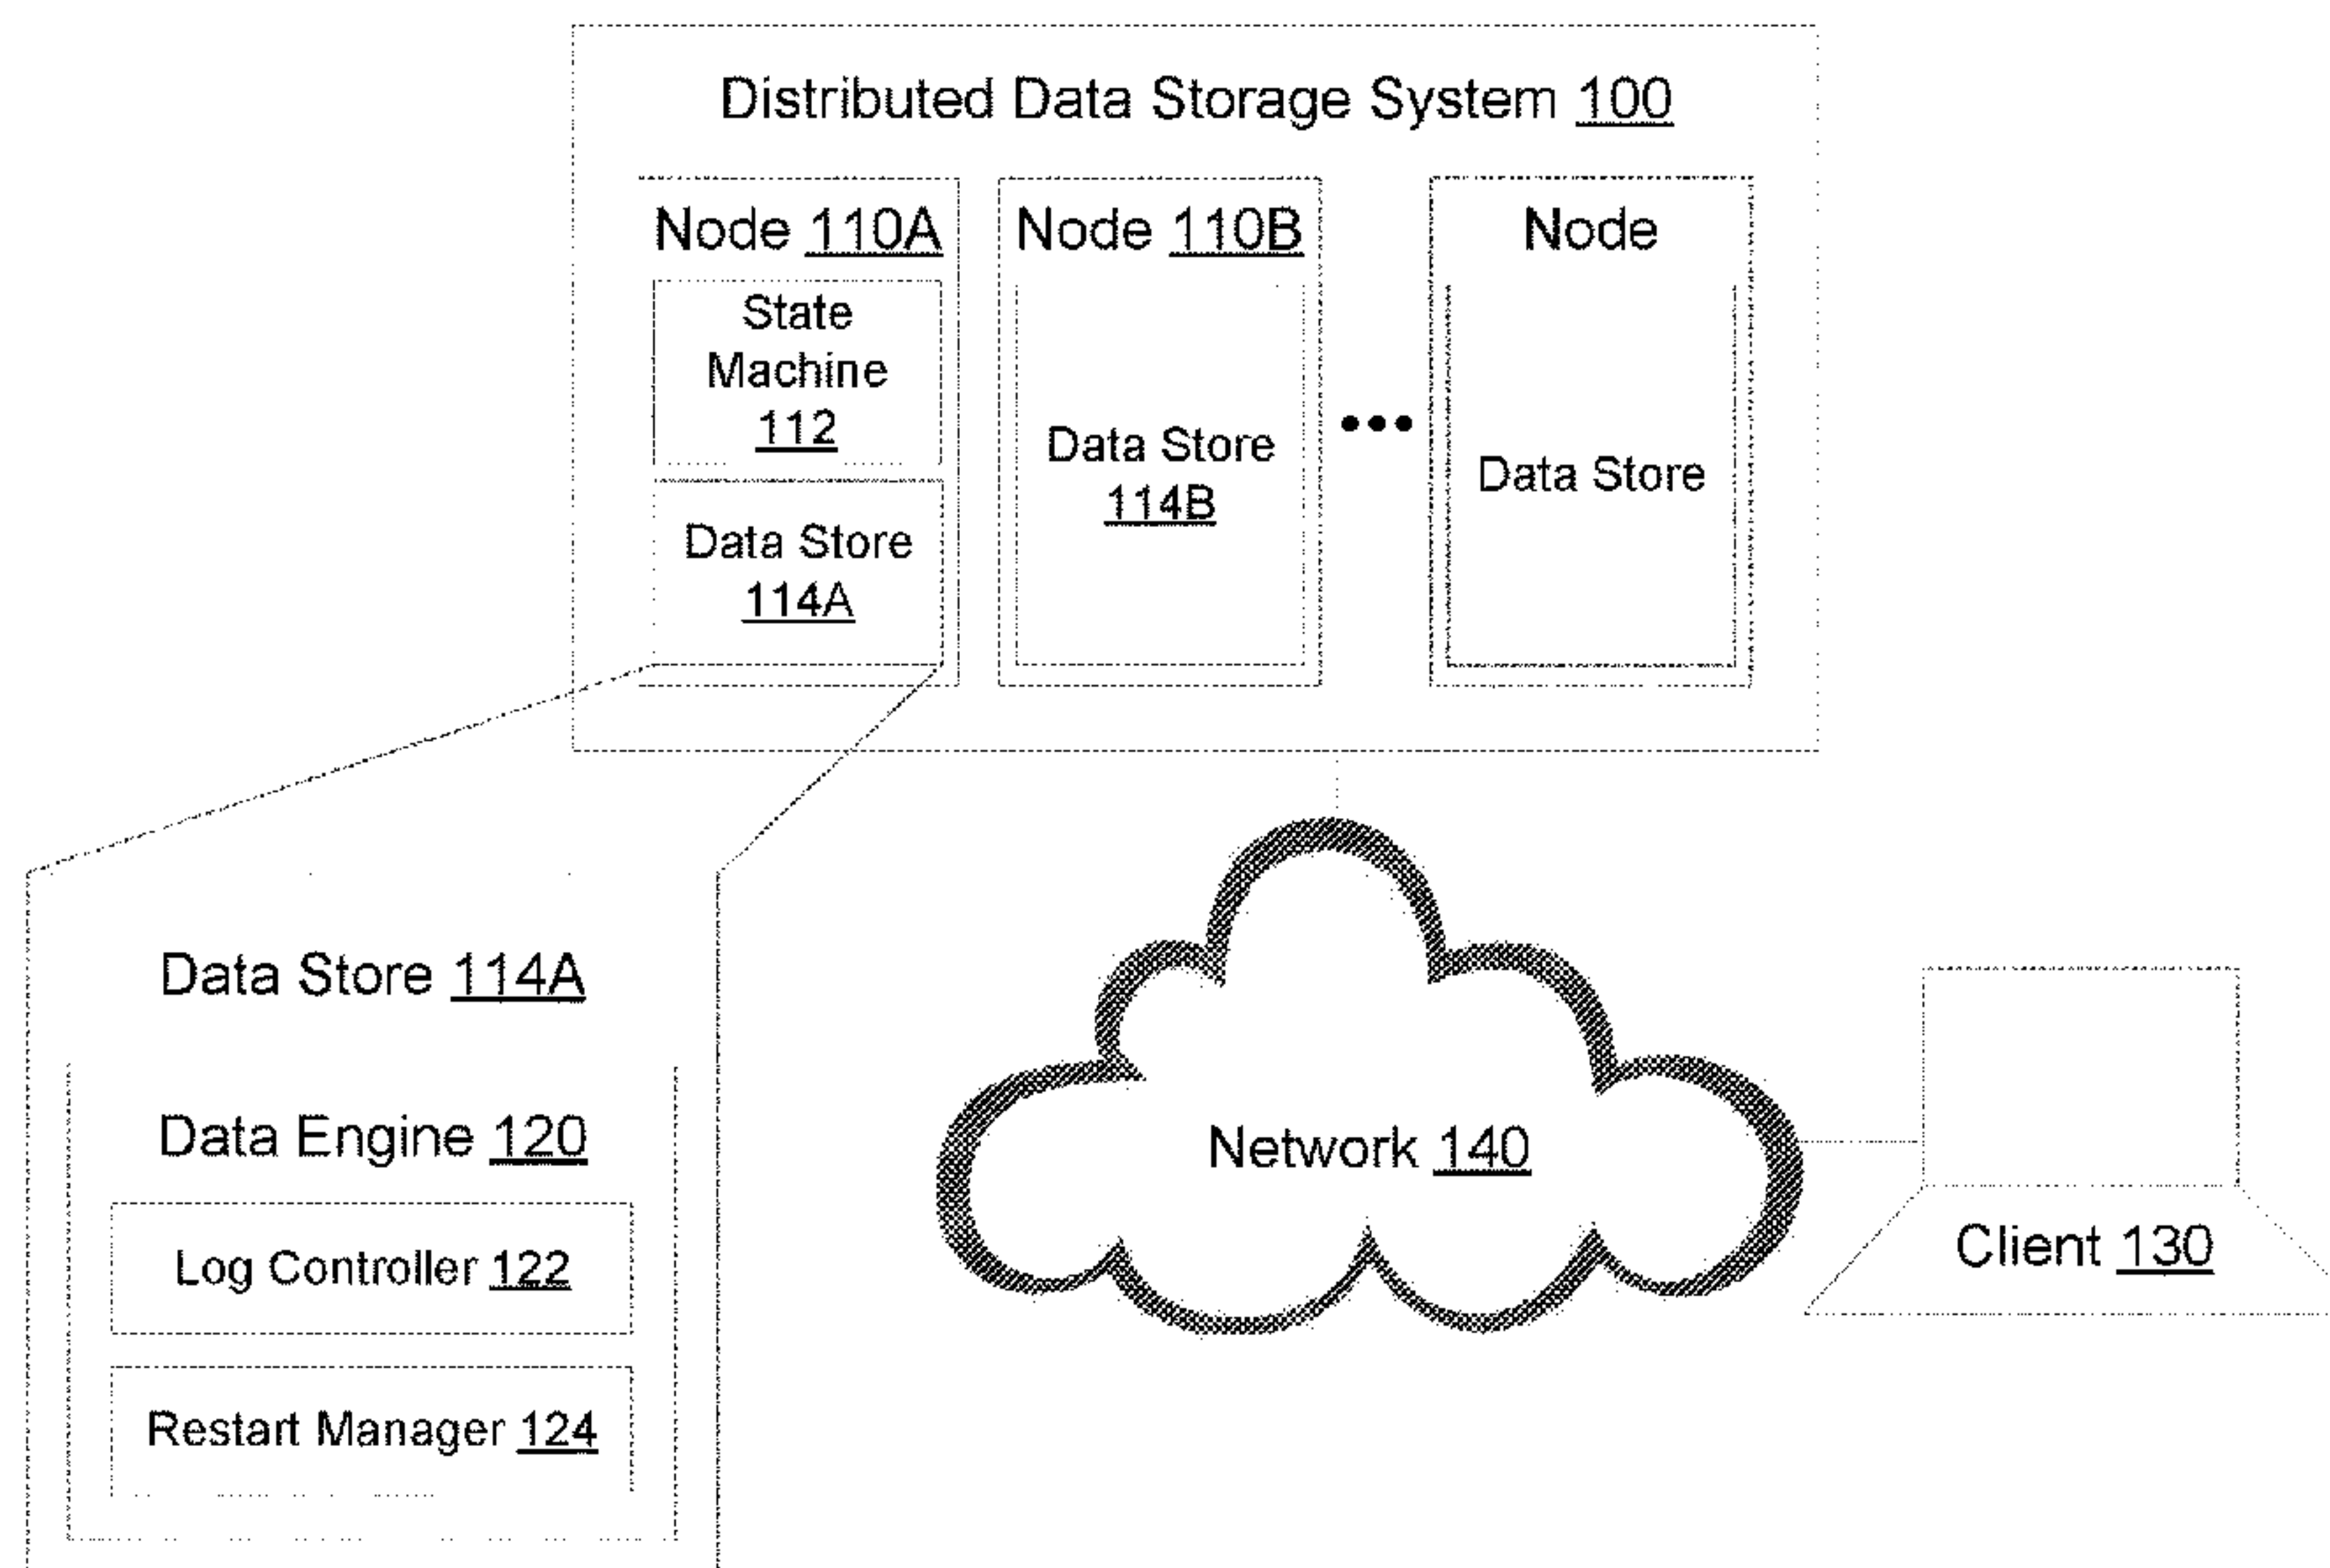 Distributed Data Storage System 100
Node 110A
State
Machine
112
Data Store
114A
Node 110B
Data Store
114B
•••
Node
Data Store
Data Store 114A
Data Engine 120
Log Controller 122
Restart Manager 124
Network 140
Client 130